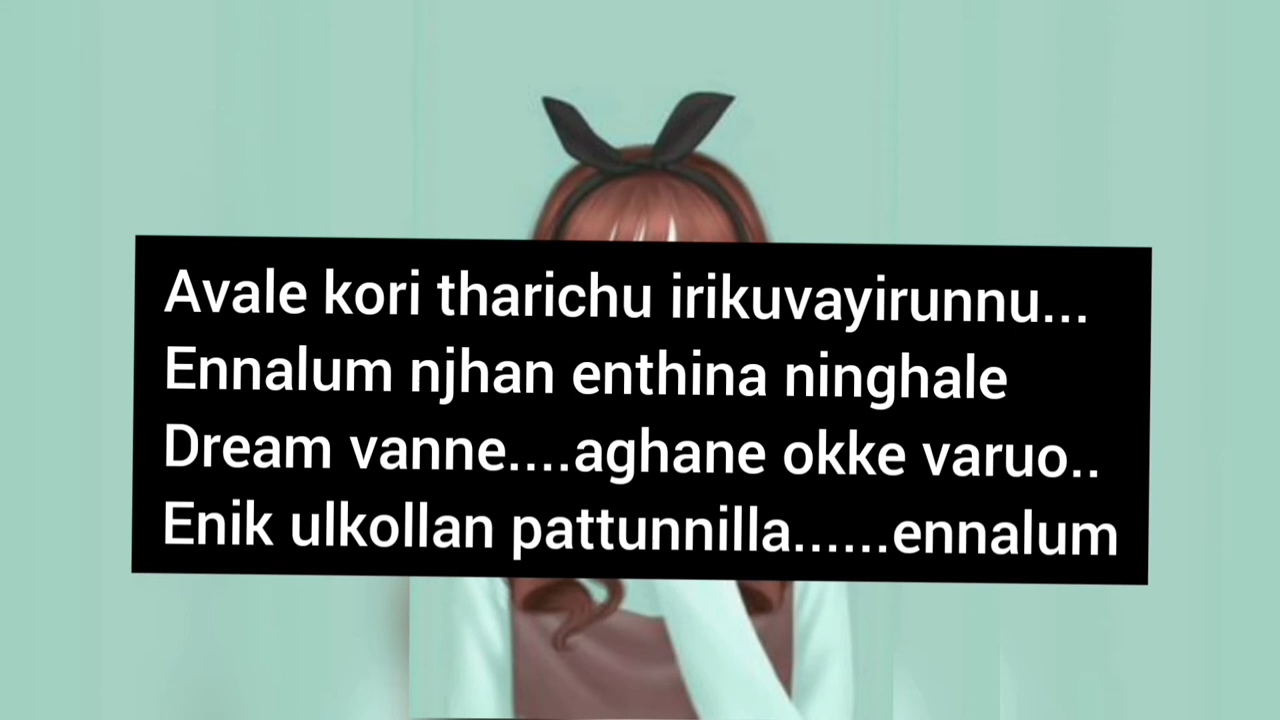 Avale kori tharichu irikuvayirunnu...
Ennalum njhan enthina ninghale
Dream vanne....aghane okke varuo..
Enik ulkollan pattunnilla......ennalum